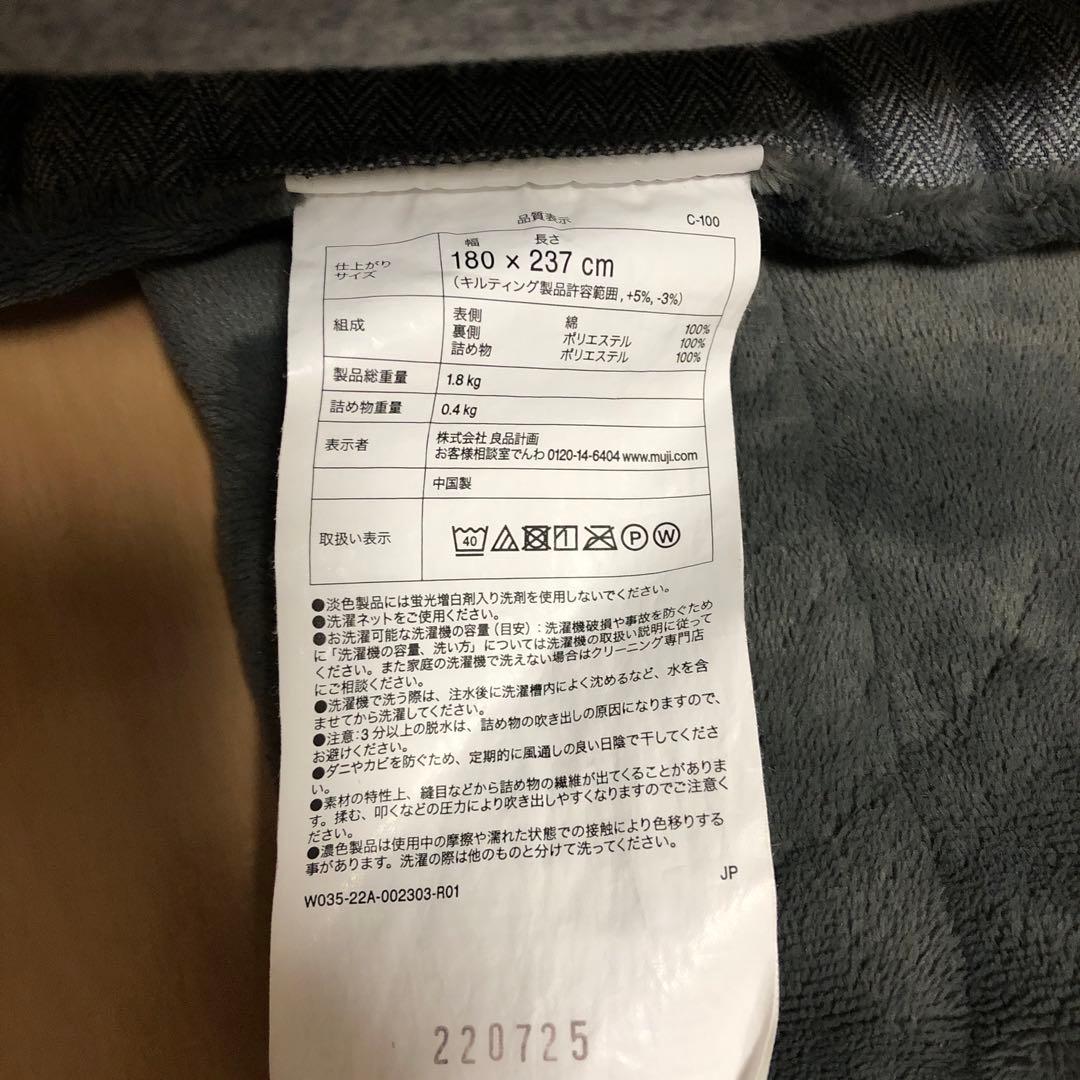 品質表示 C-100
幅 長さ
仕上がり
サイズ
180 × 237 cm
(キルティング製品許容範囲, +5%, -3%)
組成
表側 綿 100%
裏側 ポリエステル 100%
詰め物 ポリエステル 100%
製品総重量 1.8 kg
詰め物重量 0.4 kg
表示者
株式会社 良品計画
お客様相談室でんわ 0120-14-6404 www.muji.com
中国製
取扱い表示
40 P W
●淡色製品には蛍光増白剤入り洗剤を使用しないでください。
●洗濯ネットをご使用ください。
●お洗濯可能な洗濯機の容量(目安):洗濯機破損や事故を防ぐため
に「洗濯機の容量、洗い方」については洗濯機の取扱い説明に従って
ください。また家庭の洗濯機で洗えない場合はクリーニング専門店
にご相談ください。
●洗濯機で洗う際は、注水後に洗濯槽内によく沈めるなど、水を含
ませてから洗濯してください。
●注意:3分以上の脱水は、詰め物の吹き出しの原因になりますので、
お避けください。
●ダニやカビを防ぐため、定期的に風通しの良い日陰で干してくださ
い。
●素材の特性上、縫目などから詰め物の繊維が出てくることがありま
す。揉む、叩くなどの圧力により吹き出しやすくなりますのでご注意く
ださい。
●濃色製品は使用中の摩擦や濡れた状態での接触により色移りする
事があります。洗濯の際は他のものと分けて洗ってください。
JP
W035-22A-002303-R01
220725